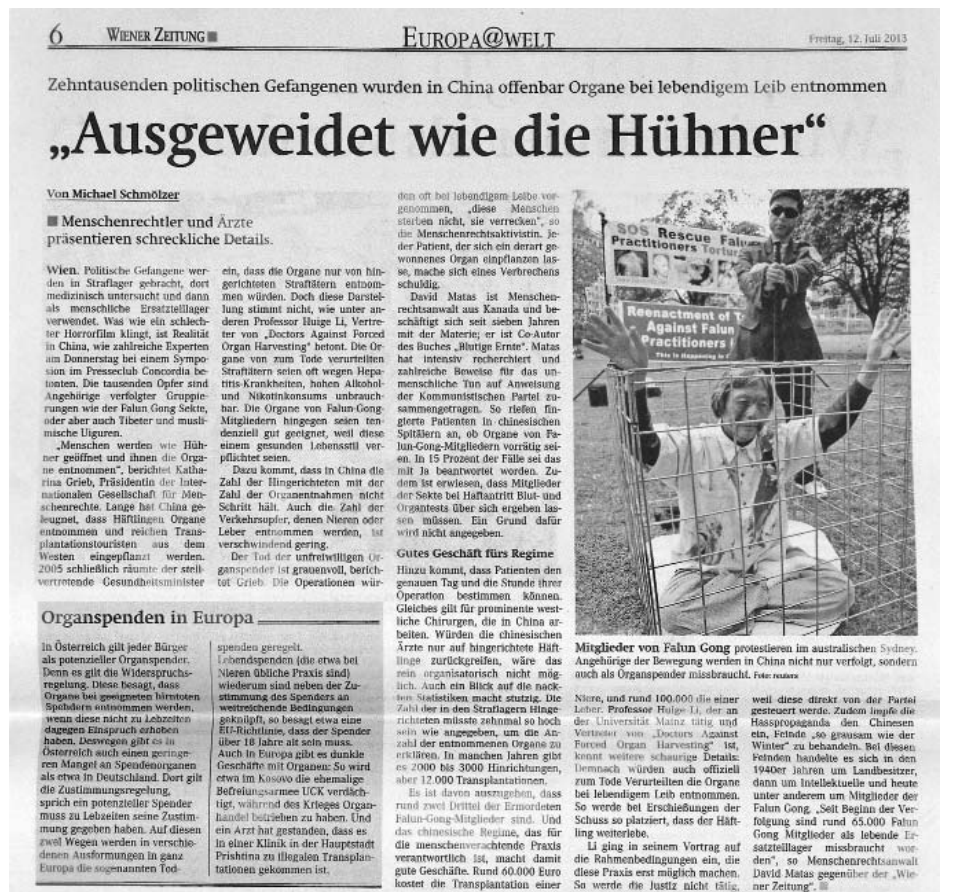 6
WIENER ZEITUNG
EUROPA@WELT
Freitag, 12. Juli 2013
Zehntausenden politischen Gefangenen wurden in China offenbar Organe bei lebendigem Leib entnommen
„Ausgeweidet wie die Hühner“
Von Michael Schmölzer
■ Menschenrechtler und Ärzte
präsentieren schreckliche Details.
Wien. Politische Gefangene wer-
den in Straflager gebracht, dort
medizinisch untersucht und dann
als menschliche Ersatzteillager
verwendet. Was wie ein schlech-
ter Horrorfilm klingt, ist Realität
in China, wie zahlreiche Experten
am Donnerstag bei einem Sympo-
sion im Presseclub Concordia be-
tonten. Die tausenden Opfer sind
Angehörige verfolgter Gruppie-
rungen wie der Falun Gong Sekte,
oder aber auch Tibeter und musli-
mische Uiguren.
„Menschen werden wie Hüh-
ner geöffnet und ihnen die Orga-
ne entnommen“, berichtet Katha-
rina Grieb, Präsidentin der Inter-
nationalen Gesellschaft für Men-
schenrechte. Lange hat China ge-
leugnet, dass Häftlingen Organe
entnommen und reichen Trans-
plantationstouristen aus dem
Westen eingepflanzt werden.
2005 schließlich räumte der stell-
vertretende Gesundheitsminister
ein, dass die Organe nur von hin-
gerichteten Straftätern entnom-
men würden. Doch diese Darstel-
lung stimmt nicht, wie unter an-
deren Professor Huige Li, Vertre-
ter von „Doctors Against Forced
Organ Harvesting“ betont. Die Or-
gane von zum Tode verurteilten
Straftätern seien oft wegen Hepa-
titis-Krankheiten, hohen Alkohol-
und Nikotinkonsums unbrauch-
bar. Die Organe von Falun-Gong-
Mitgliedern hingegen seien ten-
denziell gut geeignet, weil diese
einem gesunden Lebensstil ver-
pflichtet seien.
Dazu kommt, dass in China die
Zahl der Hingerichteten mit der
Zahl der Organentnahmen nicht
Schritt hält. Auch die Zahl der
Verkehrsopfer, denen Nieren oder
Leber entnommen werden, ist
verschwindend gering.
Der Tod der unfreiwilligen Or-
ganspender ist grauenvoll, berich-
tet Grieb. Die Operationen wür-
den oft bei lebendigem Leibe vor-
genommen, „diese Menschen
sterben nicht, sie verrecken“, so
die Menschenrechtsaktivistin. Je-
der Patient, der sich ein derart ge-
wonnenes Organ einpflanzen las-
se, mache sich eines Verbrechens
schuldig.
David Matas ist Menschen-
rechtsanwalt aus Kanada und be-
schäftigt sich seit sieben Jahren
mit der Materie; er ist Co-Autor
des Buches „Blutige Ernte“. Matas
hat intensiv recherchiert und
zahlreiche Beweise für das un-
menschliche Tun auf Anweisung
der Kommunistischen Partei zu-
sammengetragen. So riefen fin-
gierte Patienten in chinesischen
Spitälern an, ob Organe von Fa-
lun-Gong-Mitgliedern vorrätig sei-
en. In 15 Prozent der Fälle sei das
mit Ja beantwortet worden. Zu-
dem ist erwiesen, dass Mitglieder
der Sekte bei Haftantritt Blut- und
Organtests über sich ergehen las-
sen müssen. Ein Grund dafür
wird nicht angegeben.
Gutes Geschäft fürs Regime
Hinzu kommt, dass Patienten den
genauen Tag und die Stunde ihrer
Operation bestimmen können.
Gleiches gilt für prominente west-
liche Chirurgen, die in China ar-
beiten. Würden die chinesischen
Ärzte nur auf hingerichtete Häft-
linge zurückgreifen, wäre das
rein organisatorisch nicht mög-
lich. Auch ein Blick auf die nack-
ten Statistiken macht stutzig. Die
Zahl der in den Straflagern Hinge-
richteten müsste zehnmal so hoch
sein wie angegeben, um die An-
zahl der entnommenen Organe zu
erklären. In manchen Jahren gibt
es 2000 bis 3000 Hinrichtungen,
aber 12.000 Transplantationen.
Es ist davon auszugehen, dass
rund zwei Drittel der Ermordeten
Falun-Gong-Mitglieder sind. Und
das chinesische Regime, das für
die menschenverachtende Praxis
verantwortlich ist, macht damit
gute Geschäfte. Rund 60.000 Euro
kostet die Transplantation einer
SOS Rescue Falun
Practitioners Tortu
Reenactment of T
Against Falun
Practitioners
This is Happening in
Mitglieder von Falun Gong protestieren im australischen Sydney.
Angehörige der Bewegung werden in China nicht nur verfolgt, sondern
auch als Organspender missbraucht. Foto: reuters
Niere, und rund 100.000 die einer
Leber. Professor Huige Li, der an
der Universität Mainz tätig und
Vertreter von „Doctors Against
Forced Organ Harvesting“ ist,
kennt weitere schaurige Details:
Demnach würden auch offiziell
zum Tode Verurteilten die Organe
bei lebendigem Leib entnommen.
So werde bei Erschießungen der
Schuss so platziert, dass der Häft-
ling weiterlebe.
Li ging in seinem Vortrag auf
die Rahmenbedingungen ein, die
diese Praxis erst möglich machen.
So werde die Justiz nicht tätig,
weil diese direkt von der Partei
gesteuert werde. Zudem impfe die
Hasspropaganda den Chinesen
ein, Feinde „so grausam wie der
Winter“ zu behandeln. Bei diesen
Feinden handelte es sich in den
1940er Jahren um Landbesitzer,
dann um Intellektuelle und heute
unter anderem um Mitglieder der
Falun Gong. „Seit Beginn der Ver-
folgung sind rund 65.000 Falun
Gong Mitglieder als lebende Er-
satzteillager missbraucht wor-
den“, so Menschenrechtsanwalt
David Matas gegenüber der „Wie-
ner Zeitung“. ■
Organspenden in Europa
In Österreich gilt jeder Bürger
als potenzieller Organspender.
Denn es gilt die Widerspruchs-
regelung. Diese besagt, dass
Organe bei geeigneten hirntoten
Spendern entnommen werden,
wenn diese nicht zu Lebzeiten
dagegen Einspruch erhoben
haben. Deswegen gibt es in
Österreich auch einen geringe-
ren Mangel an Spendenorganen
als etwa in Deutschland. Dort gilt
die Zustimmungsregelung,
sprich ein potenzieller Spender
muss zu Lebzeiten seine Zustim-
mung gegeben haben. Auf diesen
zwei Wegen werden in verschie-
denen Ausformungen in ganz
Europa die sogenannten Tod-
spenden geregelt.
Lebendspenden (die etwa bei
Nieren übliche Praxis sind)
wiederum sind neben der Zu-
stimmung des Spenders an
weitreichende Bedingungen
geknüpft, so besagt etwa eine
EU-Richtlinie, dass der Spender
über 18 Jahre alt sein muss.
Auch in Europa gibt es dunkle
Geschäfte mit Organen: So wird
etwa im Kosovo die ehemalige
Befreiungsarmee UCK verdäch-
tigt, während des Krieges Organ-
handel betrieben zu haben. Und
ein Arzt hat gestanden, dass es
in einer Klinik in der Hauptstadt
Prishtina zu illegalen Transplan-
tationen gekommen ist.